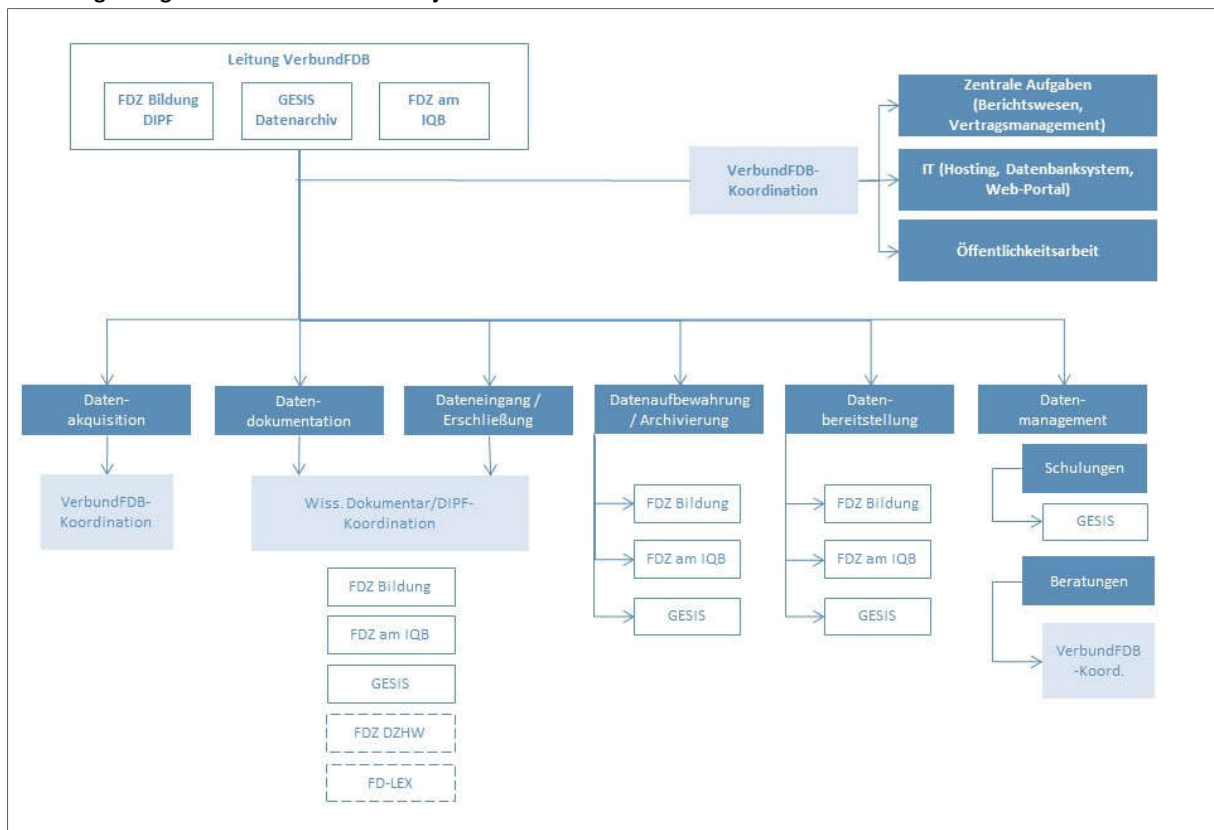 Leitung VerbundFDB
FDZ Bildung
DIPF
GESIS
Datenarchiv
FDZ am
IQB
VerbundFDB-
Koordination
Zentrale Aufgaben
(Berichtswesen,
Vertragsmanagement)
IT (Hosting, Datenbanksystem,
Web-Portal)
Öffentlichkeitsarbeit
Daten-
akquisition
VerbundFDB-
Koordination
Daten-
dokumentation
Dateneingang /
Erschließung
Wiss. Dokumentar/DIPF-
Koordination
FDZ Bildung
FDZ am IQB
GESIS
FDZ DZHW
FD-LEX
Datenaufbewahrung
/ Archivierung
FDZ Bildung
FDZ am IQB
GESIS
Daten-
bereitstellung
FDZ Bildung
FDZ am IQB
GESIS
Daten-
management
Schulungen
GESIS
Beratungen
VerbundFDB
-Koord.